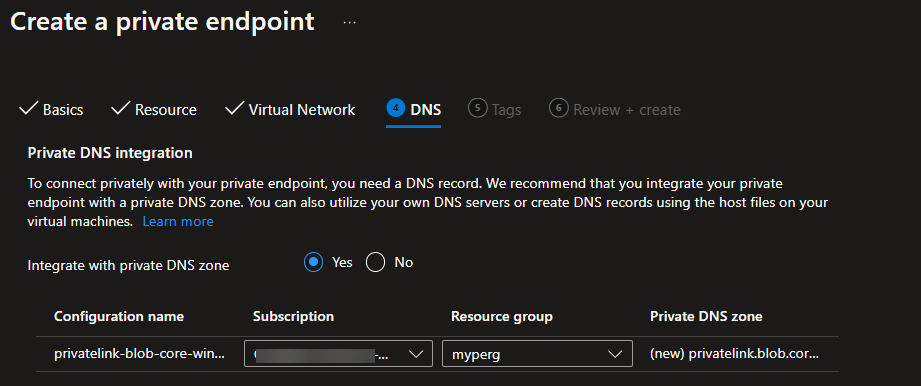 Create a private endpoint ...
Basics Resource Virtual Network 4 DNS 5 Tags 6 Review + create
Private DNS integration
To connect privately with your private endpoint, you need a DNS record. We recommend that you integrate your private
endpoint with a private DNS zone. You can also utilize your own DNS servers or create DNS records using the host files on your
virtual machines. Learn more
Integrate with private DNS zone Yes No
Configuration name Subscription Resource group Private DNS zone
privatelink-blob-core-win... -... myperg (new) privatelink.blob.cor...